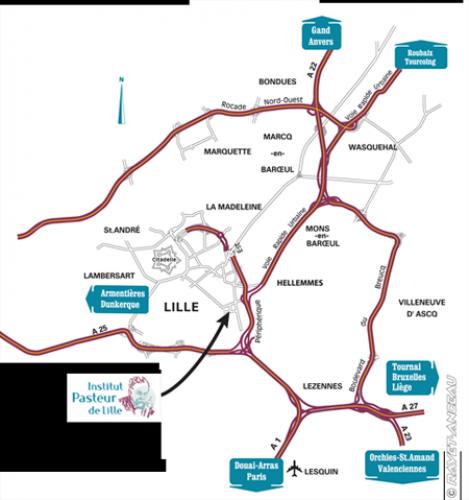 Gand
Anvers
Roubaix
Tourcoing
A 22
Voie Rapide Urbaine
BONDUES
Rocade Nord-Ouest
N
MARCQ
-en-
BARŒUL
WASQUEHAL
MARQUETTE
LA MADELEINE
St.ANDRÉ
MONS
-en-
BARŒUL
Voie Rapide Urbaine
Citadelle
LAMBERSART
HELLEMMES
Armentières
Dunkerque
LILLE
VILLENEUVE
D' ASCQ
Périphérique
Boulevard du Breucq
A 25
Tournal
Bruxelles
Liège
Institut
Pasteur
de Lille
LEZENNES
A 27
A 23
A 1
Douai-Arras
Paris
LESQUIN
Orchies-St.Amand
Valenciennes
© RAVET-ANCEAU